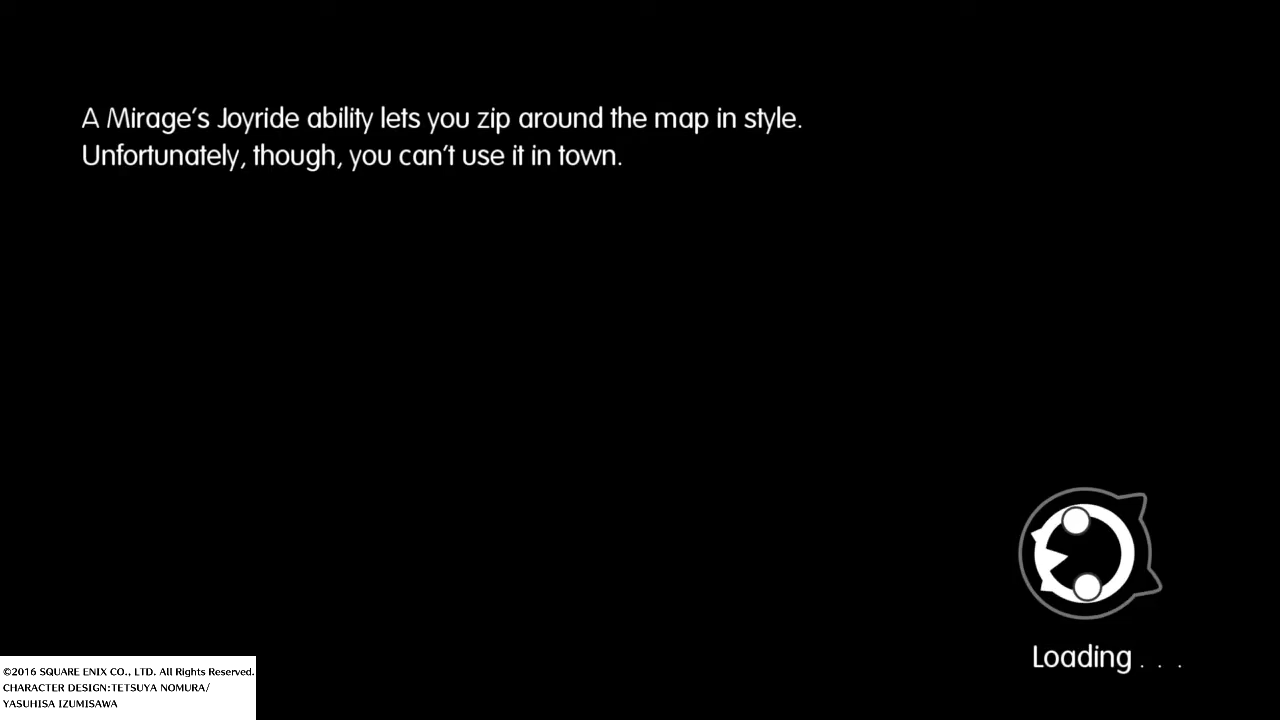 A Mirage's Joyride ability lets you zip around the map in style.
Unfortunately, though, you can't use it in town.
Loading . . .
©2016 SQUARE ENIX CO., LTD. All Rights Reserved.
CHARACTER DESIGN:TETSUYA NOMURA/
YASUHISA IZUMISAWA